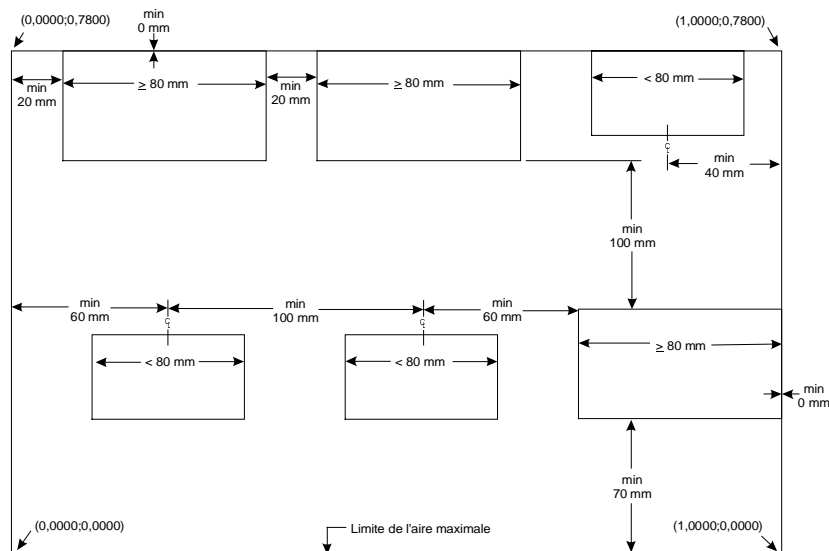 (0,0000;0,7800)
min
0 mm
(1,0000;0,7800)
min
20 mm
≥ 80 mm
min
20 mm
≥ 80 mm
< 80 mm
min
40 mm
min
100 mm
min
60 mm
min
100 mm
min
60 mm
< 80 mm
< 80 mm
≥ 80 mm
min
0 mm
min
70 mm
(0,0000;0,0000)
Limite de l'aire maximale
(1,0000;0,0000)